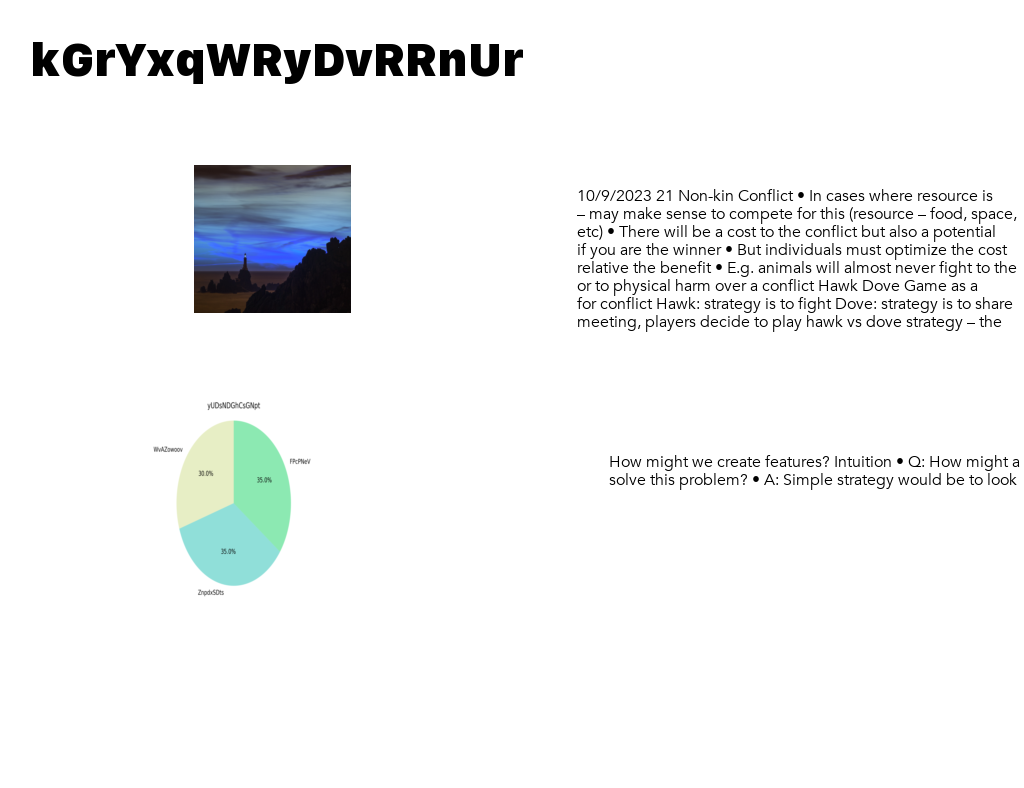 kGrYxqWRyDvRRnUr
10/9/2023 21 Non-kin Conflict • In cases where resource is
– may make sense to compete for this (resource – food, space,
etc) • There will be a cost to the conflict but also a potential
if you are the winner • But individuals must optimize the cost
relative the benefit • E.g. animals will almost never fight to the
or to physical harm over a conflict Hawk Dove Game as a
for conflict Hawk: strategy is to fight Dove: strategy is to share
meeting, players decide to play hawk vs dove strategy – the
yUDsNDGhCsGNpt
WvAZowoov
30.0%
FPcPNeV
35.0%
35.0%
ZnpdxSDts
How might we create features? Intuition • Q: How might a
solve this problem? • A: Simple strategy would be to look